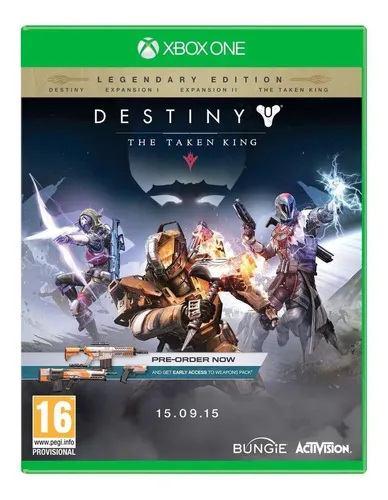 XBOX ONE
LEGENDARY EDITION
DESTINY EXPANSION I EXPANSION II THE TAKEN KING
DESTINY
THE TAKEN KING
PRE-ORDER NOW
AND GET EARLY ACCESS TO WEAPONS PACK*
15.09.15
16
www.pegi.info
PROVISIONAL
BUNGiE ACTIVISION.